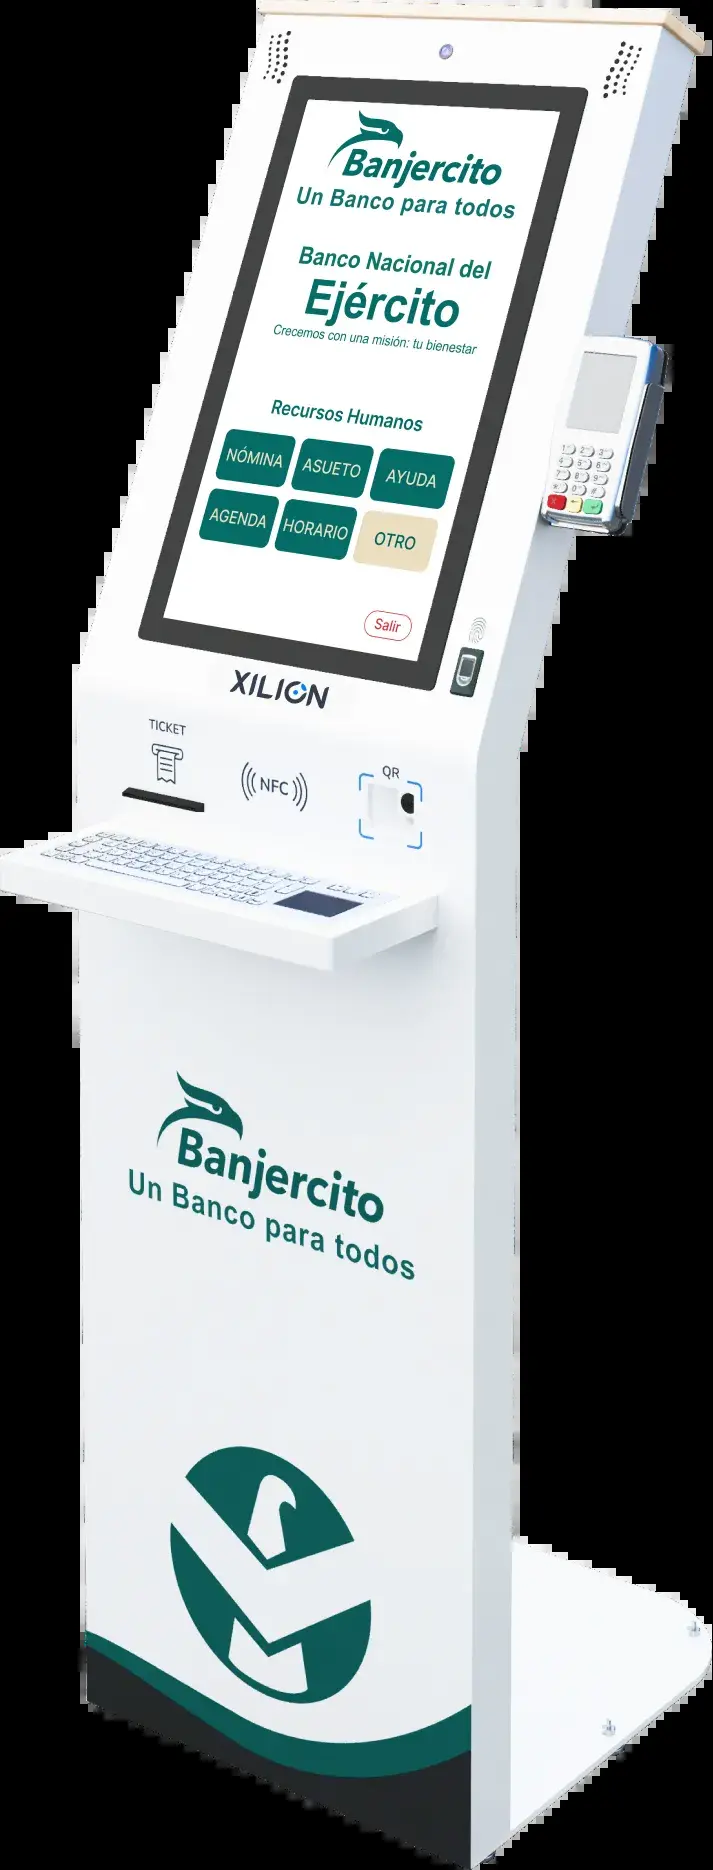 Banjercito
Un Banco para todos
Banco Nacional del
Ejército
Crecemos con una misión: tu bienestar
Recursos Humanos
NÓMINA ASUETO AYUDA
AGENDA HORARIO OTRO
Salir
XILION
TICKET
NFC
QR
Banjercito
Un Banco para todos